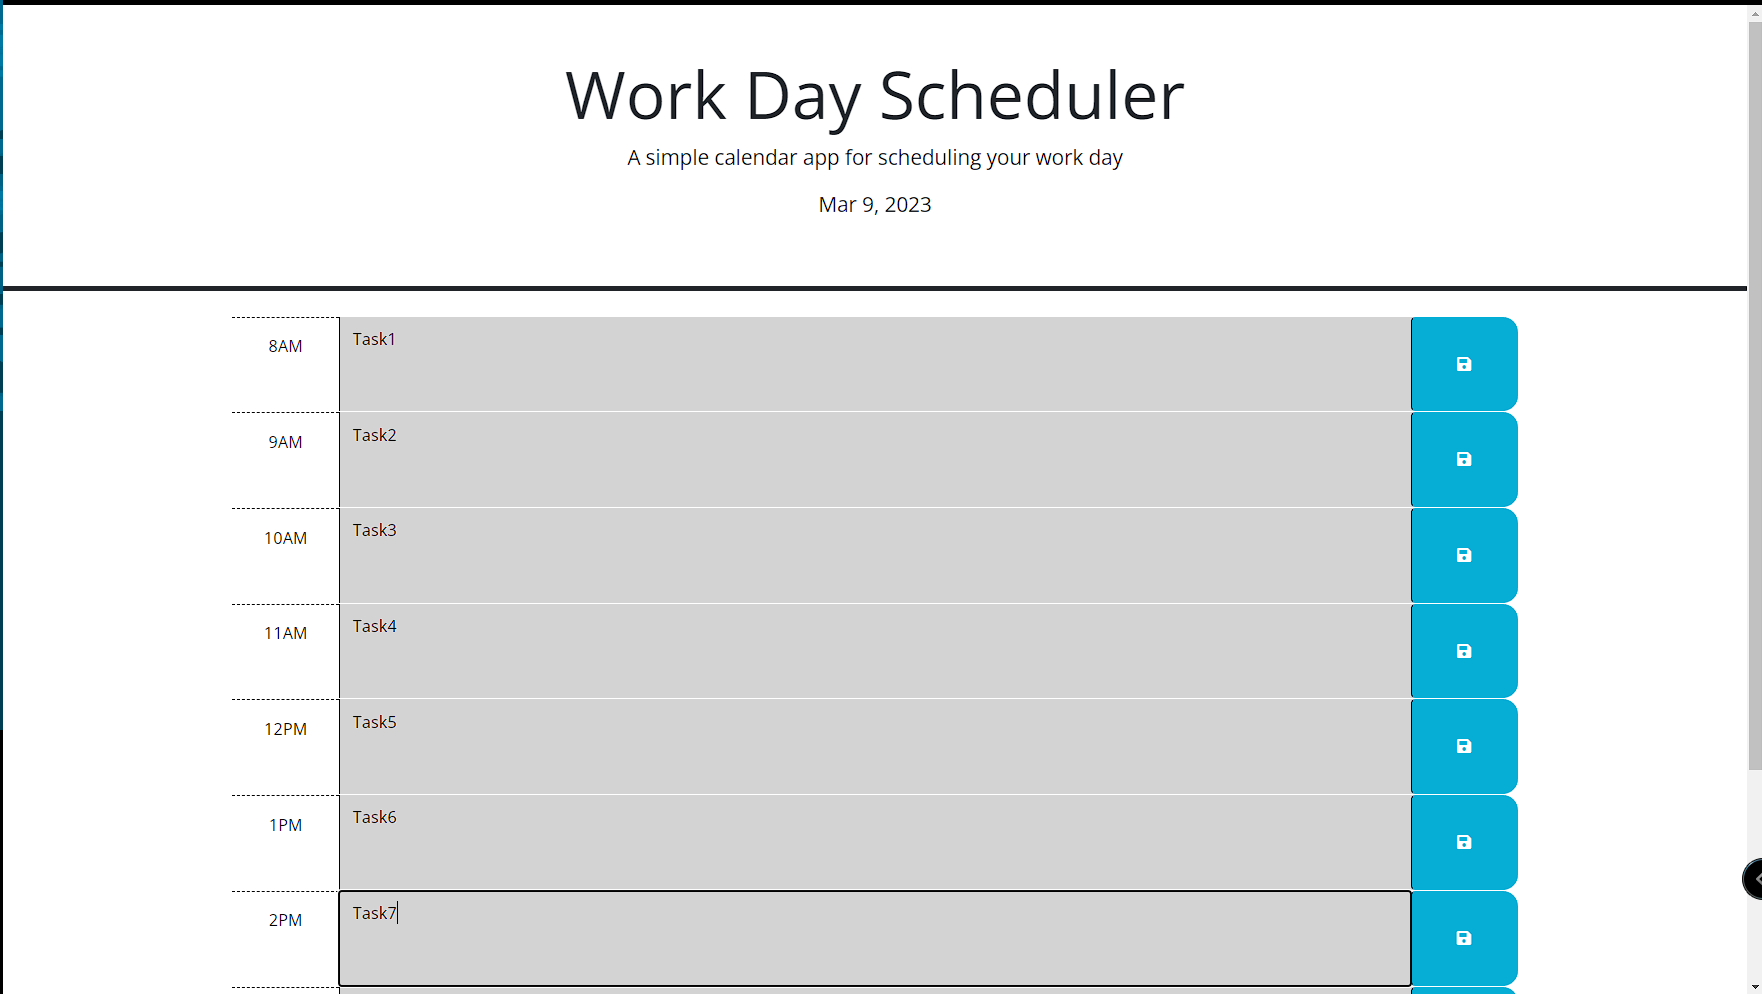 Work Day Scheduler
A simple calendar app for scheduling your work day
Mar 9, 2023
8AM
Task1
9AM
Task2
10AM
Task3
11AM
Task4
12PM
Task5
1PM
Task6
2PM
Task7